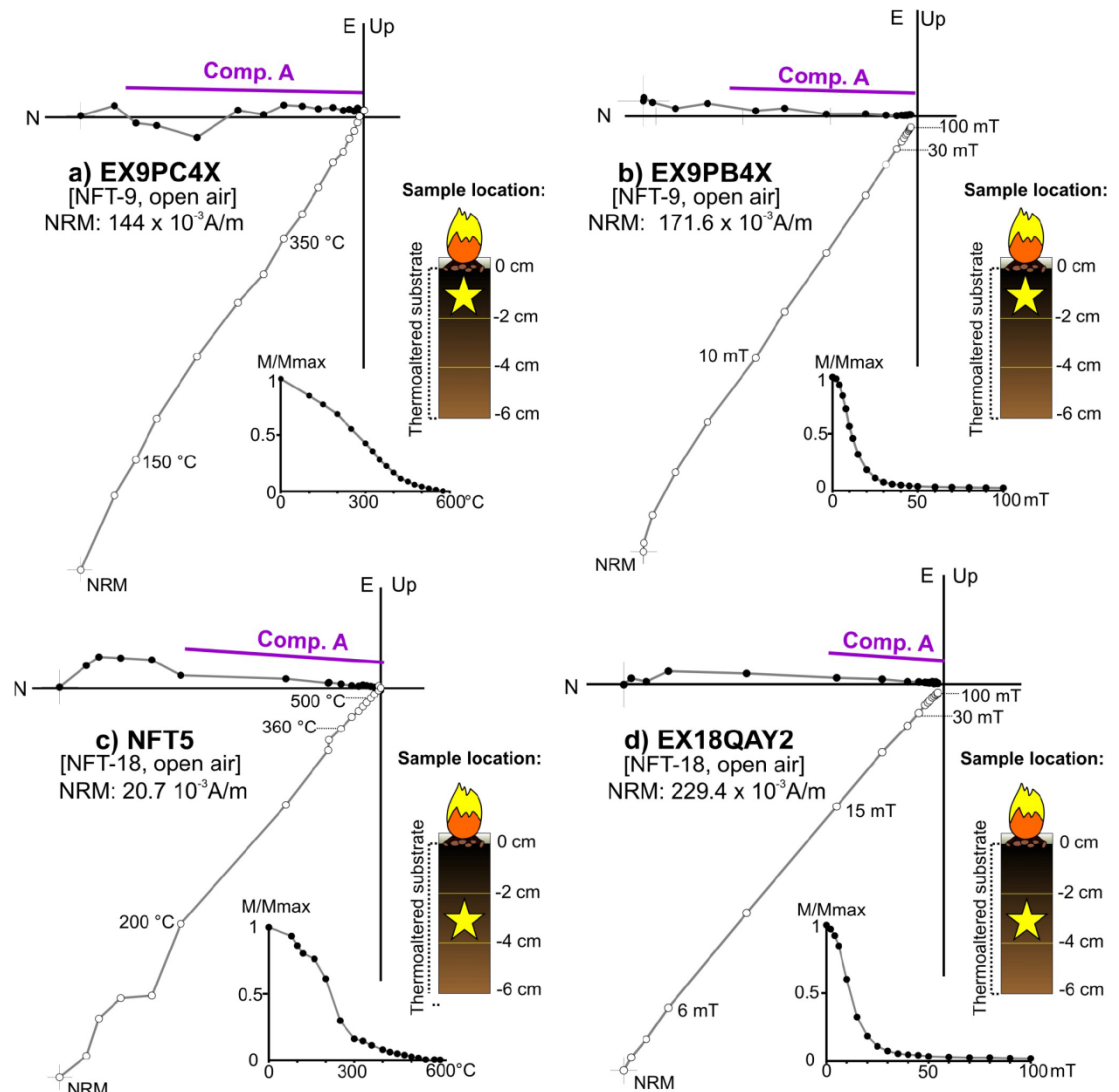 E Up
Comp. A
N
a) EX9PC4X
[NFT-9, open air]
NRM: 144 x 10-3A/m
350 °C
150 °C
NRM
Sample location:
Thermoaltered substrate
0 cm
-2 cm
-4 cm
-6 cm
M/Mmax
1
0.5
0
0 300 600°C
E Up
Comp. A
N
100 mT
30 mT
b) EX9PB4X
[NFT-9, open air]
NRM: 171.6 x 10-3A/m
10 mT
NRM
Sample location:
Thermoaltered substrate
0 cm
-2 cm
-4 cm
-6 cm
M/Mmax
1
0.5
0
0 50 100 mT
E Up
Comp. A
N
500 °C
360 °C
c) NFT5
[NFT-18, open air]
NRM: 20.7 10-3A/m
200 °C
NRM
Sample location:
Thermoaltered substrate
0 cm
-2 cm
-4 cm
-6 cm
M/Mmax
1
0.5
0
0 300 600°C
E Up
Comp. A
N
100 mT
30 mT
d) EX18QAY2
[NFT-18, open air]
NRM: 229.4 x 10-3A/m
15 mT
6 mT
NRM
Sample location:
Thermoaltered substrate
0 cm
-2 cm
-4 cm
-6 cm
M/Mmax
1
0.5
0
0 50 100mT